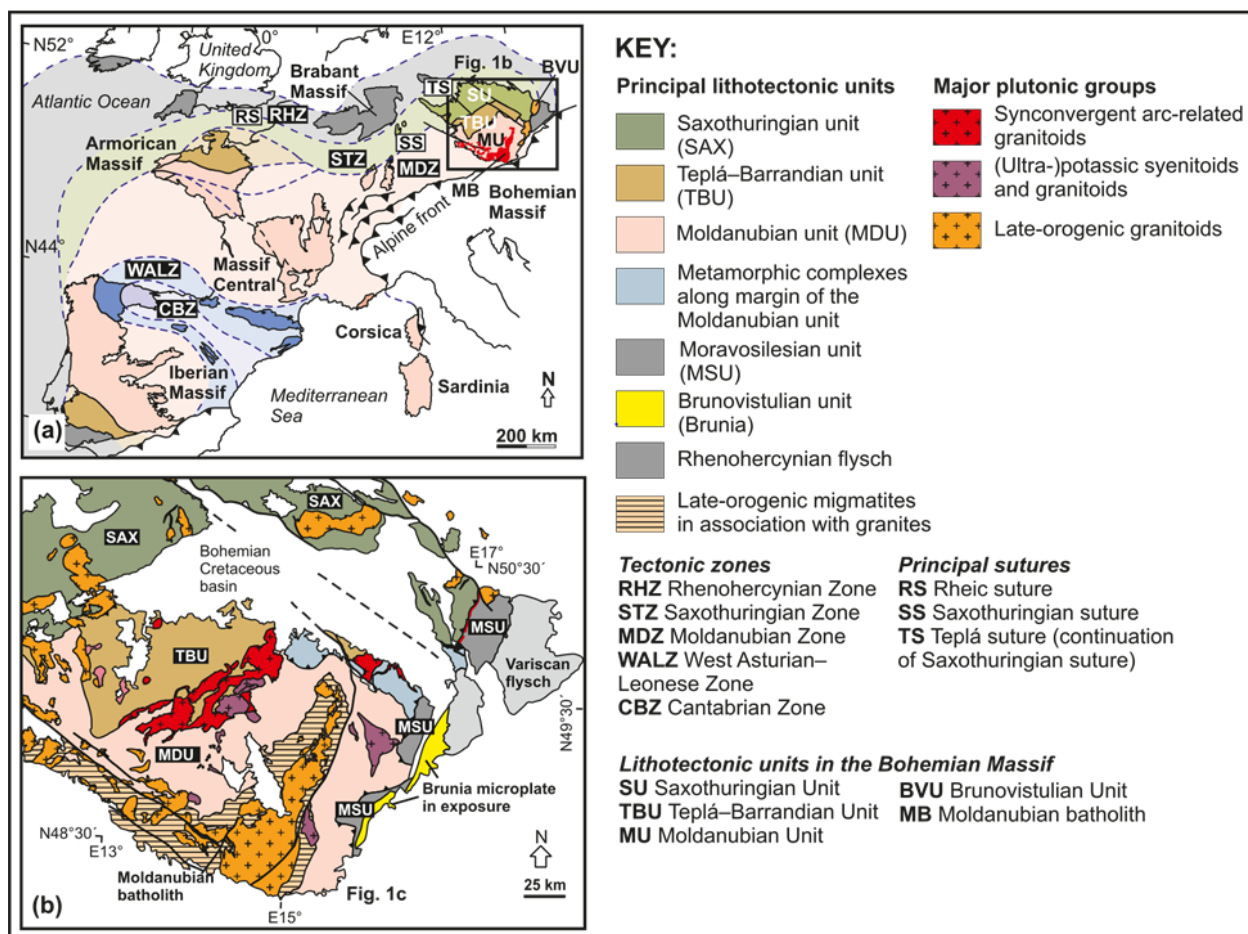 N52°
United
Kingdom
0°
E12°
Brabant
Massif
Fig. 1b
BVU
Atlantic Ocean
TS
SU
RS
RHZ
TBU
Armorican
Massif
SS
MU
STZ
MDZ
MB
Bohemian
Massif
Alpine front
N44°
WALZ
Massif
Central
CBZ
Corsica
Iberian
Massif
Sardinia
Mediterranean
Sea
N
(a)
200 km
SAX
SAX
E17°
N50°30´
Bohemian
Cretaceous
basin
MSU
TBU
Variscan
flysch
N49°30´
MSU
MDU
Brunia microplate
in exposure
MSU
N48°30´
E13°
N
Moldanubian
batholith
25 km
Fig. 1c
(b)
E15°
KEY:
Principal lithotectonic units
Saxothuringian unit
(SAX)
Teplá–Barrandian unit
(TBU)
Moldanubian unit (MDU)
Metamorphic complexes
along margin of the
Moldanubian unit
Moravosilesian unit
(MSU)
Brunovistulian unit
(Brunia)
Rhenohercynian flysch
Late-orogenic migmatites
in association with granites
Major plutonic groups
Synconvergent arc-related
granitoids
(Ultra-)potassic syenitoids
and granitoids
Late-orogenic granitoids
Tectonic zones
RHZ Rhenohercynian Zone
STZ Saxothuringian Zone
MDZ Moldanubian Zone
WALZ West Asturian–
Leonese Zone
CBZ Cantabrian Zone
Principal sutures
RS Rheic suture
SS Saxothuringian suture
TS Teplá suture (continuation
of Saxothuringian suture)
Lithotectonic units in the Bohemian Massif
SU Saxothuringian Unit
TBU Teplá–Barrandian Unit
MU Moldanubian Unit
BVU Brunovistulian Unit
MB Moldanubian batholith